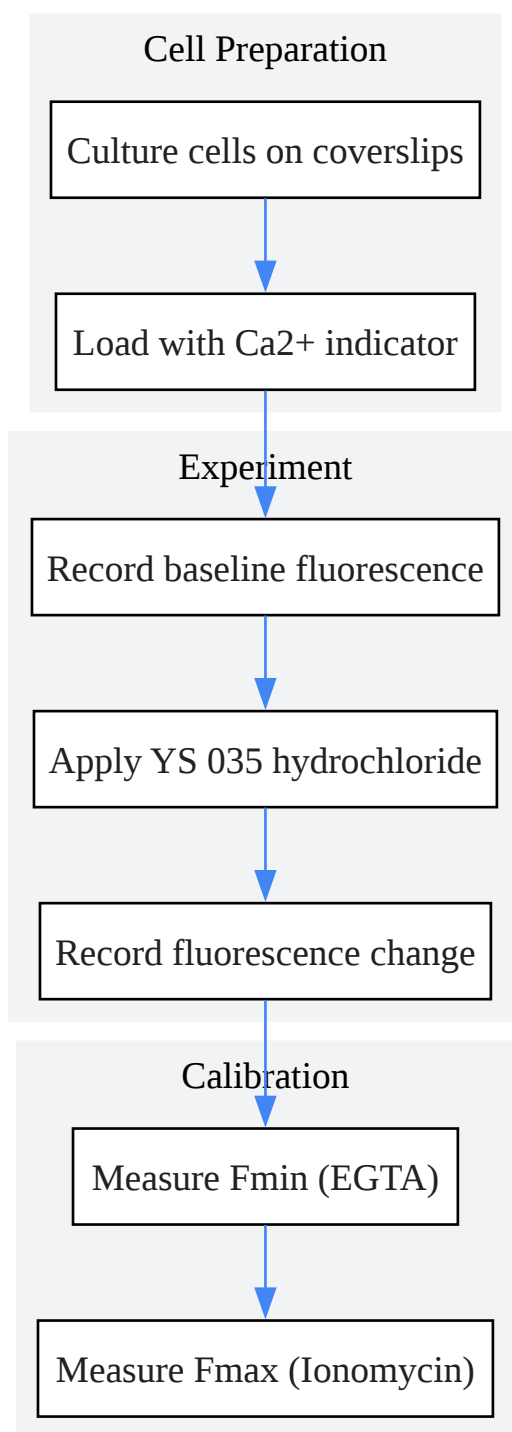 Cell Preparation
Culture cells on coverslips
Load with Ca2+ indicator
Experiment
Record baseline fluorescence
Apply YS 035 hydrochloride
Record fluorescence change
Calibration
Measure Fmin (EGTA)
Measure Fmax (Ionomycin)